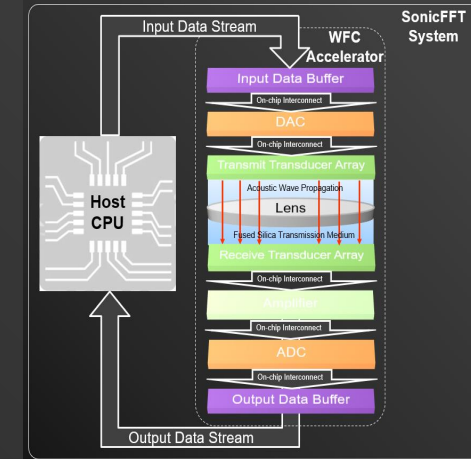 SonicFFT
System
Input Data Stream
WFC
Accelerator
Input Data Buffer
On-chip Interconnect
DAC
On-chip Interconnect
Transmit Transducer Array
Acoustic Wave Propagation
Lens
Fused Silica Transmission Medium
Receive Transducer Array
On-chip Interconnect
Amplifier
On-chip Interconnect
ADC
On-chip Interconnect
Output Data Buffer
Host
CPU
Output Data Stream